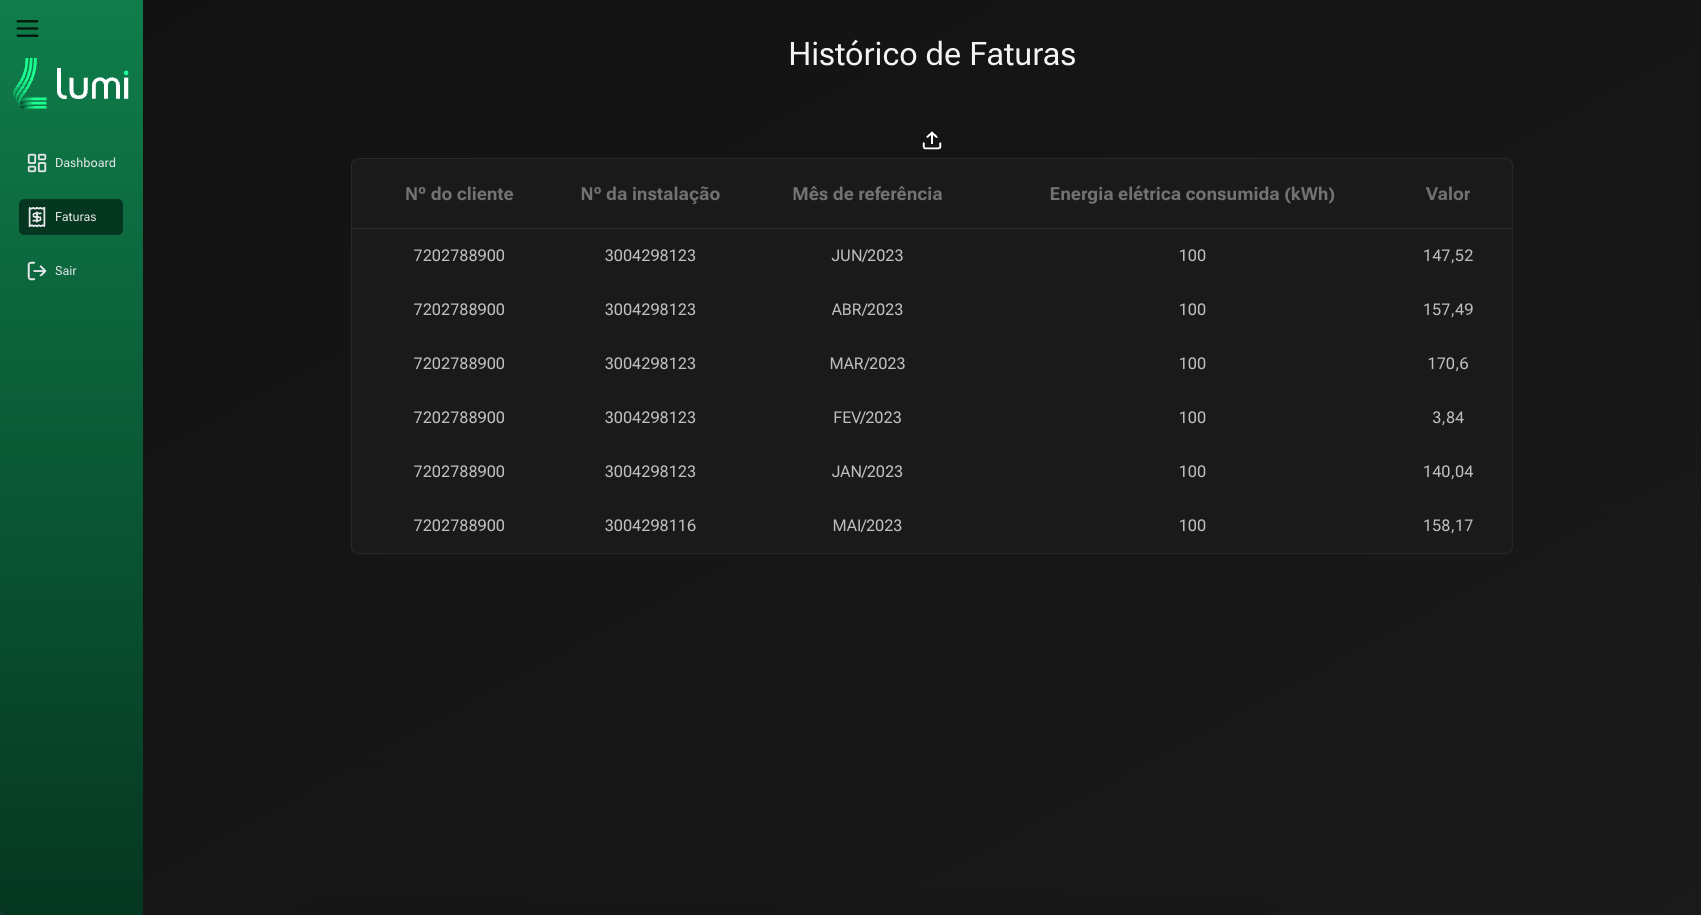 lumi
Dashboard
Faturas
Sair
Histórico de Faturas
Nº do cliente Nº da instalação Mês de referência Energia elétrica consumida (kWh) Valor
7202788900 3004298123 JUN/2023 100 147,52
7202788900 3004298123 ABR/2023 100 157,49
7202788900 3004298123 MAR/2023 100 170,6
7202788900 3004298123 FEV/2023 100 3,84
7202788900 3004298123 JAN/2023 100 140,04
7202788900 3004298116 MAI/2023 100 158,17